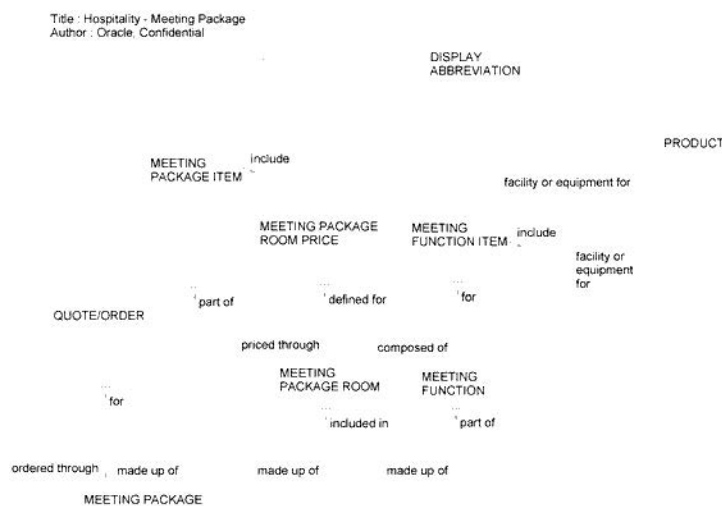 Title : Hospitality - Meeting Package
Author : Oracle, Confidential
DISPLAY
ABBREVIATION
PRODUCT
MEETING
PACKAGE ITEM
include
facility or equipment for
MEETING PACKAGE
ROOM PRICE
MEETING
FUNCTION ITEM
include
facility or
equipment
for
part of
defined for
for
QUOTE/ORDER
priced through
composed of
MEETING
PACKAGE ROOM
MEETING
FUNCTION
for
included in
part of
ordered through
made up of
made up of
made up of
MEETING PACKAGE